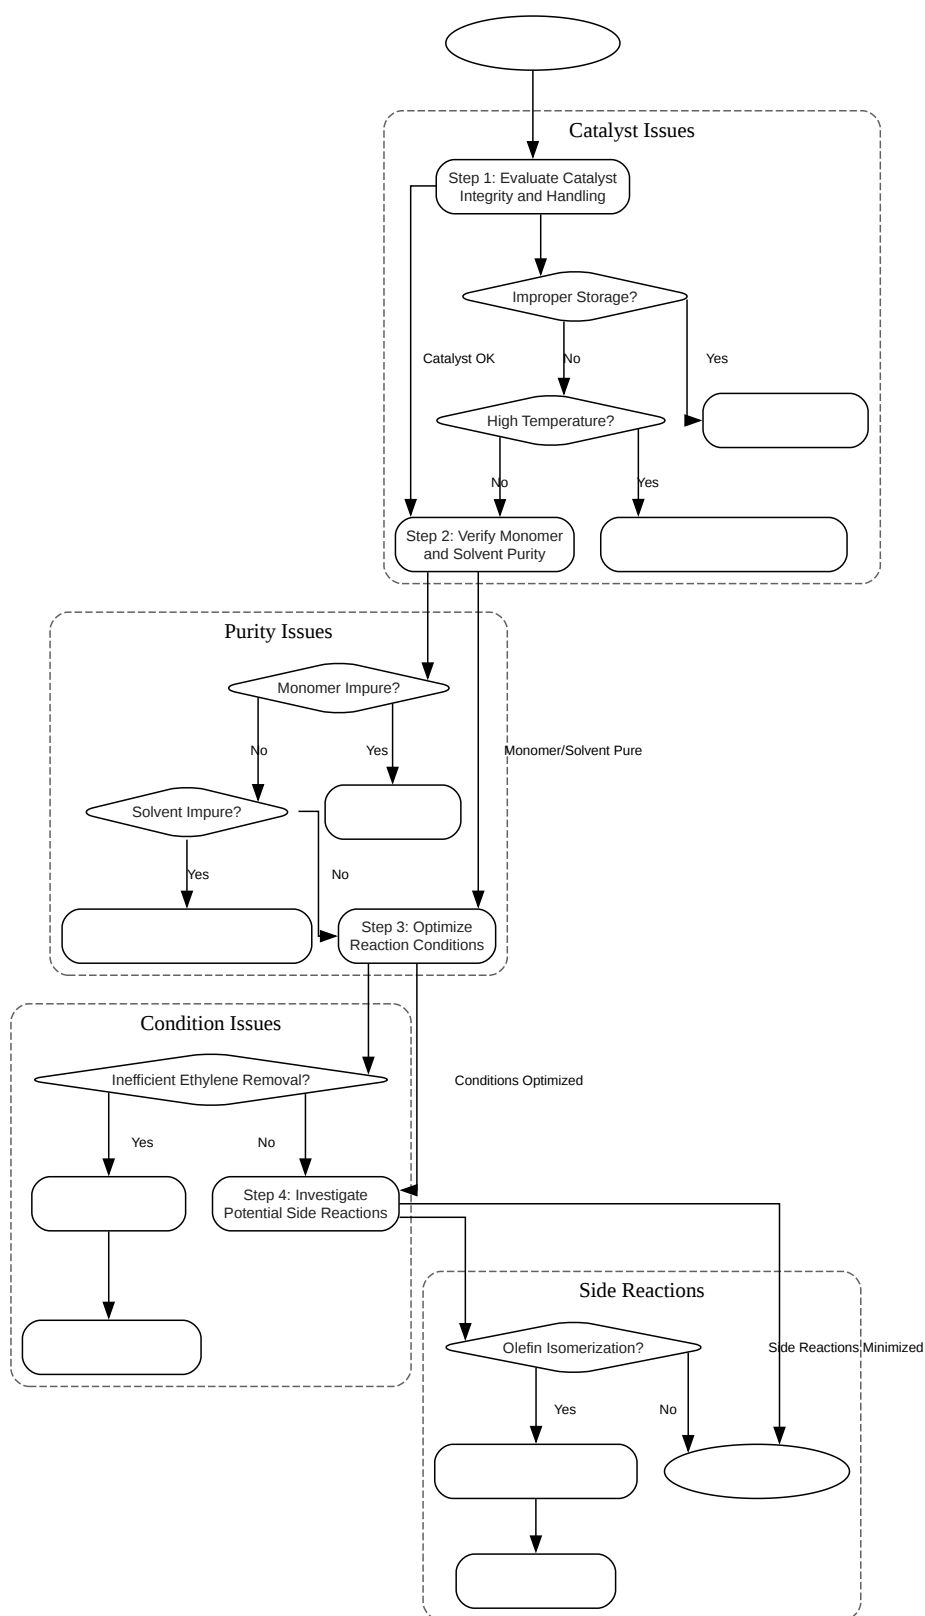 Catalyst Issues
Step 1: Evaluate Catalyst
Integrity and Handling
Improper Storage?
Catalyst OK
No
Yes
High Temperature?
No
Yes
Step 2: Verify Monomer
and Solvent Purity
Purity Issues
Monomer Impure?
No
Yes
Monomer/Solvent Pure
Solvent Impure?
Yes
No
Step 3: Optimize
Reaction Conditions
Condition Issues
Inefficient Ethylene Removal?
Conditions Optimized
Yes
No
Step 4: Investigate
Potential Side Reactions
Side Reactions
Olefin Isomerization?
Side Reactions Minimized
Yes
No